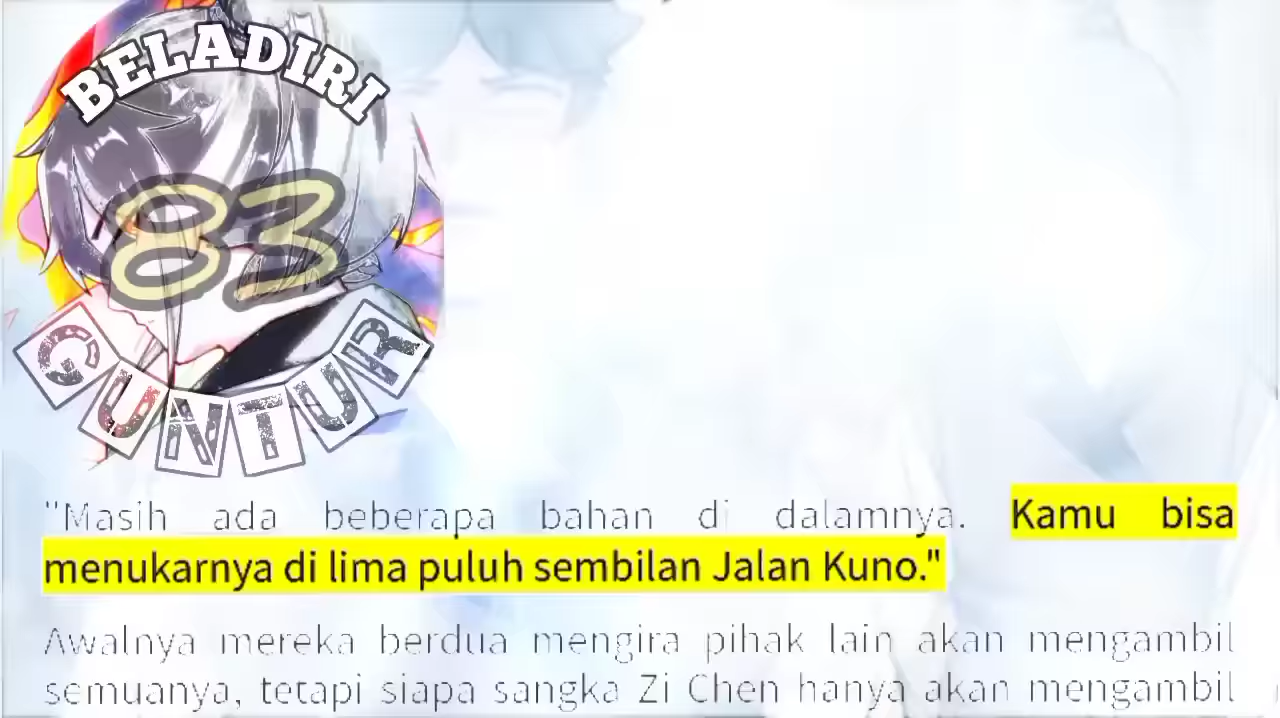 BELADIRI
83
GUNTUR
"Masih ada beberapa bahan di dalamnya. Kamu bisa
menukarnya di lima puluh sembilan Jalan Kuno."
Awalnya mereka berdua mengira pihak lain akan mengambil
semuanya, tetapi siapa sangka Zi Chen hanya akan mengambil